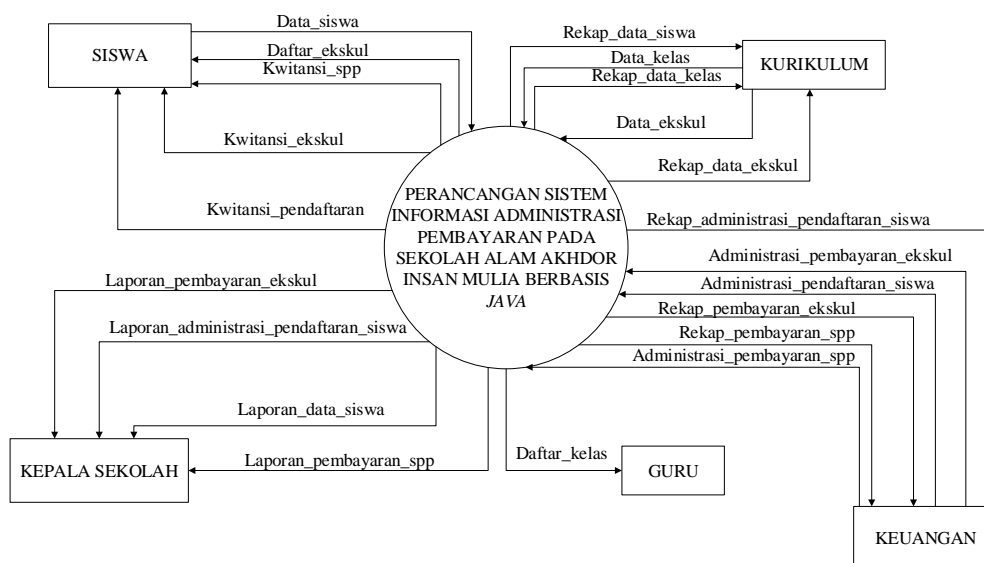 Data_siswa
SISWA
Daftar_ekskul
Kwitansi_spp
Kwitansi_ekskul
Kwitansi_pendaftaran
Rekap_data_siswa
Data_kelas
Rekap_data_kelas
KURIKULUM
Data_ekskul
Rekap_data_ekskul
PERANCANGAN SISTEM
INFORMASI ADMINISTRASI
PEMBAYARAN PADA
SEKOLAH ALAM AKHDOR
INSAN MULIA BERBASIS
JAVA
Rekap_administrasi_pendaftaran_siswa
Administrasi_pembayaran_ekskul
Administrasi_pendaftaran_siswa
Rekap_pembayaran_ekskul
Rekap_pembayaran_spp
Administrasi_pembayaran_spp
Laporan_pembayaran_ekskul
Laporan_administrasi_pendaftaran_siswa
Laporan_data_siswa
Laporan_pembayaran_spp
KEPALA SEKOLAH
Daftar_kelas
GURU
KEUANGAN